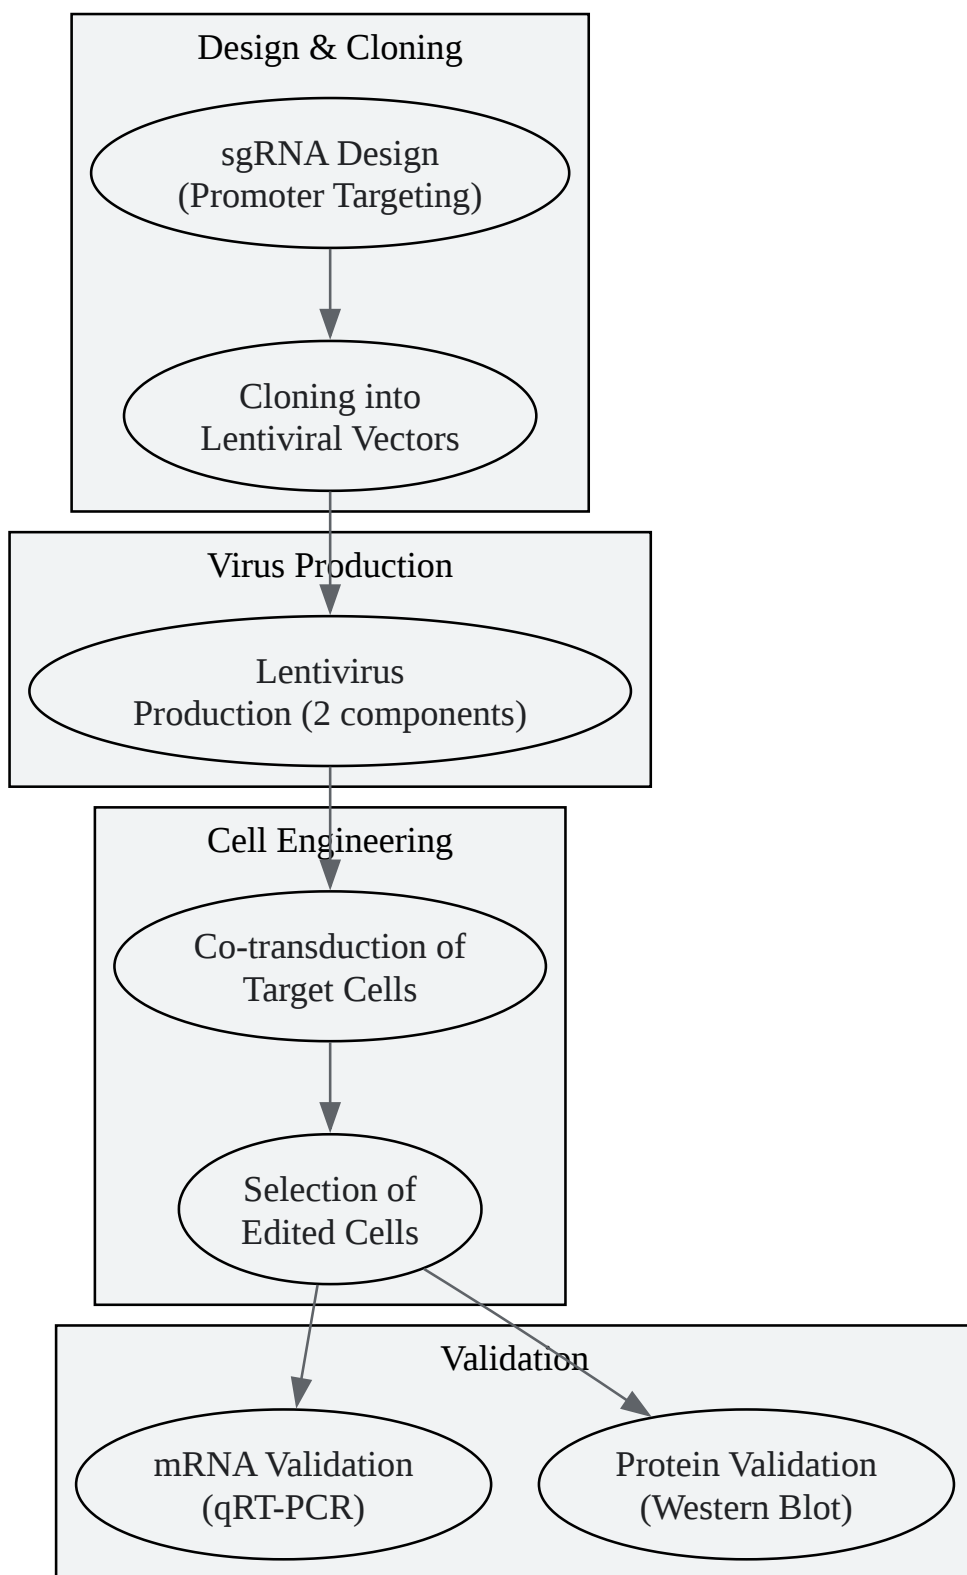 Design & Cloning
sgRNA Design
(Promoter Targeting)
Cloning into
Lentiviral Vectors
Virus Production
Lentivirus
Production (2 components)
Cell Engineering
Co-transduction of
Target Cells
Selection of
Edited Cells
Validation
mRNA Validation
(qRT-PCR)
Protein Validation
(Western Blot)